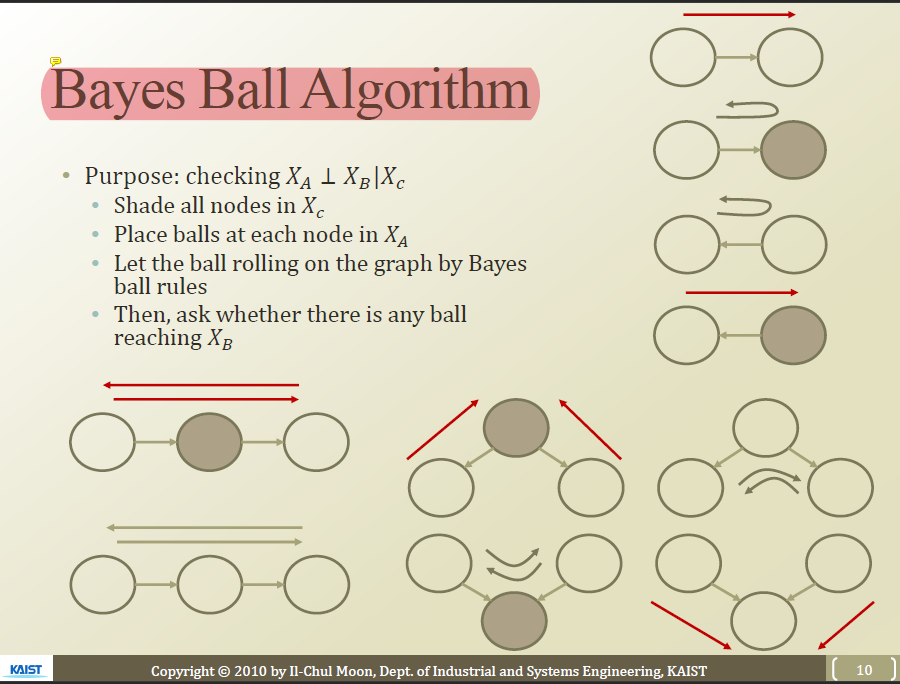 Bayes Ball Algorithm
• Purpose: checking X_A ⊥ X_B|X_c
• Shade all nodes in X_c
• Place balls at each node in X_A
• Let the ball rolling on the graph by Bayes
ball rules
• Then, ask whether there is any ball
reaching X_B
KAIST
Copyright © 2010 by Il-Chul Moon, Dept. of Industrial and Systems Engineering, KAIST
10